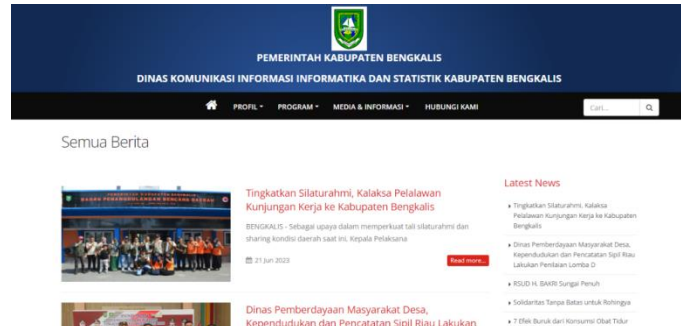 PEMERINTAH KABUPATEN BENGKALIS
DINAS KOMUNIKASI INFORMASI INFORMATIKA DAN STATISTIK KABUPATEN BENGKALIS
PROFIL PROGRAM MEDIA & INFORMASI HUBUNGI KAMI Cari...
Semua Berita
Tingkatkan Silaturahmi, Kalaksa Pelalawan
Kunjungan Kerja ke Kabupaten Bengkalis
BENGKALIS - Sebagai upaya dalam memperkuat tali silaturahmi dan
sharing kondisi daerah saat ini, Kepala Pelaksana
21 Jun 2023 Read more...
Dinas Pemberdayaan Masyarakat Desa,
Kependudukan dan Pencatatan Sipil Riau Lakukan
Latest News
Tingkatkan Silaturahmi, Kalaksa
Pelalawan Kunjungan Kerja ke Kabupaten
Bengkalis
Dinas Pemberdayaan Masyarakat Desa,
Kependudukan dan Pencatatan Sipil Riau
Lakukan Penilaian Lomba D
RSUD H. BAKRI Sungai Penuh
Solidaritas Tanpa Batas untuk Rohingya
7 Efek Buruk dari Konsumsi Obat Tidur